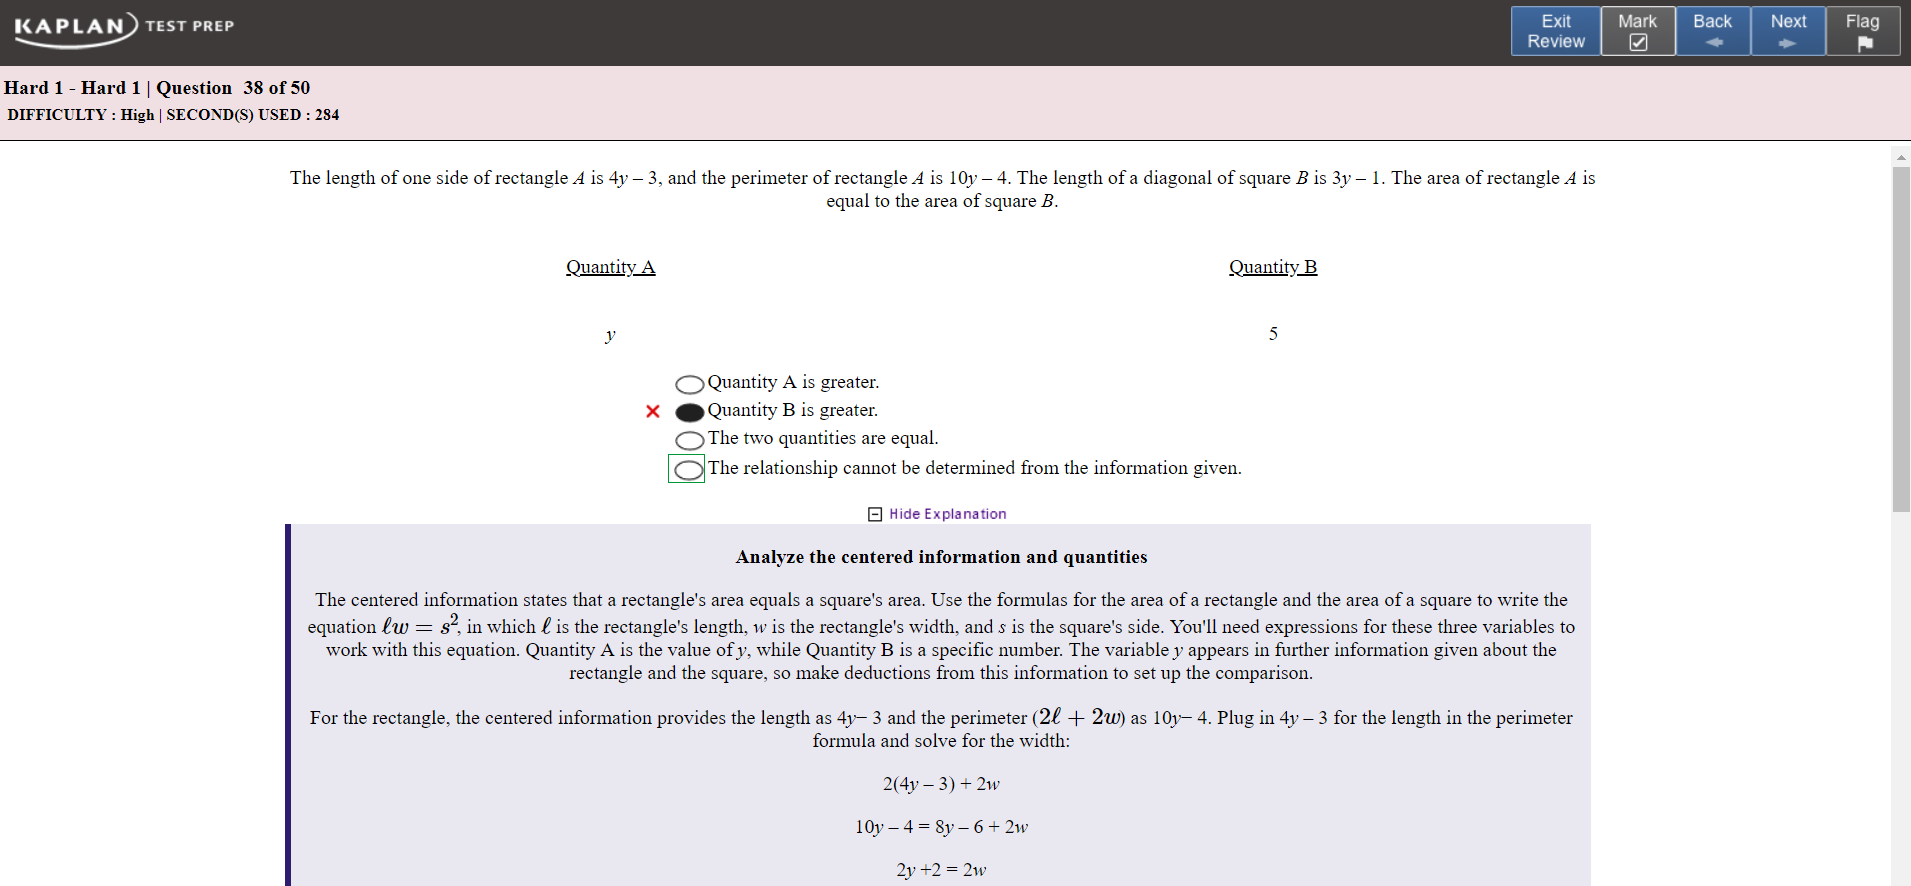 KAPLAN TEST PREP
Exit Review
Mark
Back
Next
Flag
Hard 1 - Hard 1 | Question 38 of 50
DIFFICULTY : High | SECOND(S) USED : 284
The length of one side of rectangle A is 4y – 3, and the perimeter of rectangle A is 10y – 4. The length of a diagonal of square B is 3y – 1. The area of rectangle A is
equal to the area of square B.
Quantity A
Quantity B
y
5
Quantity A is greater.
Quantity B is greater.
The two quantities are equal.
The relationship cannot be determined from the information given.
Hide Explanation
Analyze the centered information and quantities
The centered information states that a rectangle's area equals a square's area. Use the formulas for the area of a rectangle and the area of a square to write the
equation ℓw = s², in which ℓ is the rectangle's length, w is the rectangle's width, and s is the square's side. You'll need expressions for these three variables to
work with this equation. Quantity A is the value of y, while Quantity B is a specific number. The variable y appears in further information given about the
rectangle and the square, so make deductions from this information to set up the comparison.
For the rectangle, the centered information provides the length as 4y– 3 and the perimeter (2ℓ + 2w) as 10y– 4. Plug in 4y – 3 for the length in the perimeter
formula and solve for the width:
2(4y – 3) + 2w
10y – 4 = 8y – 6 + 2w
2y +2 = 2w